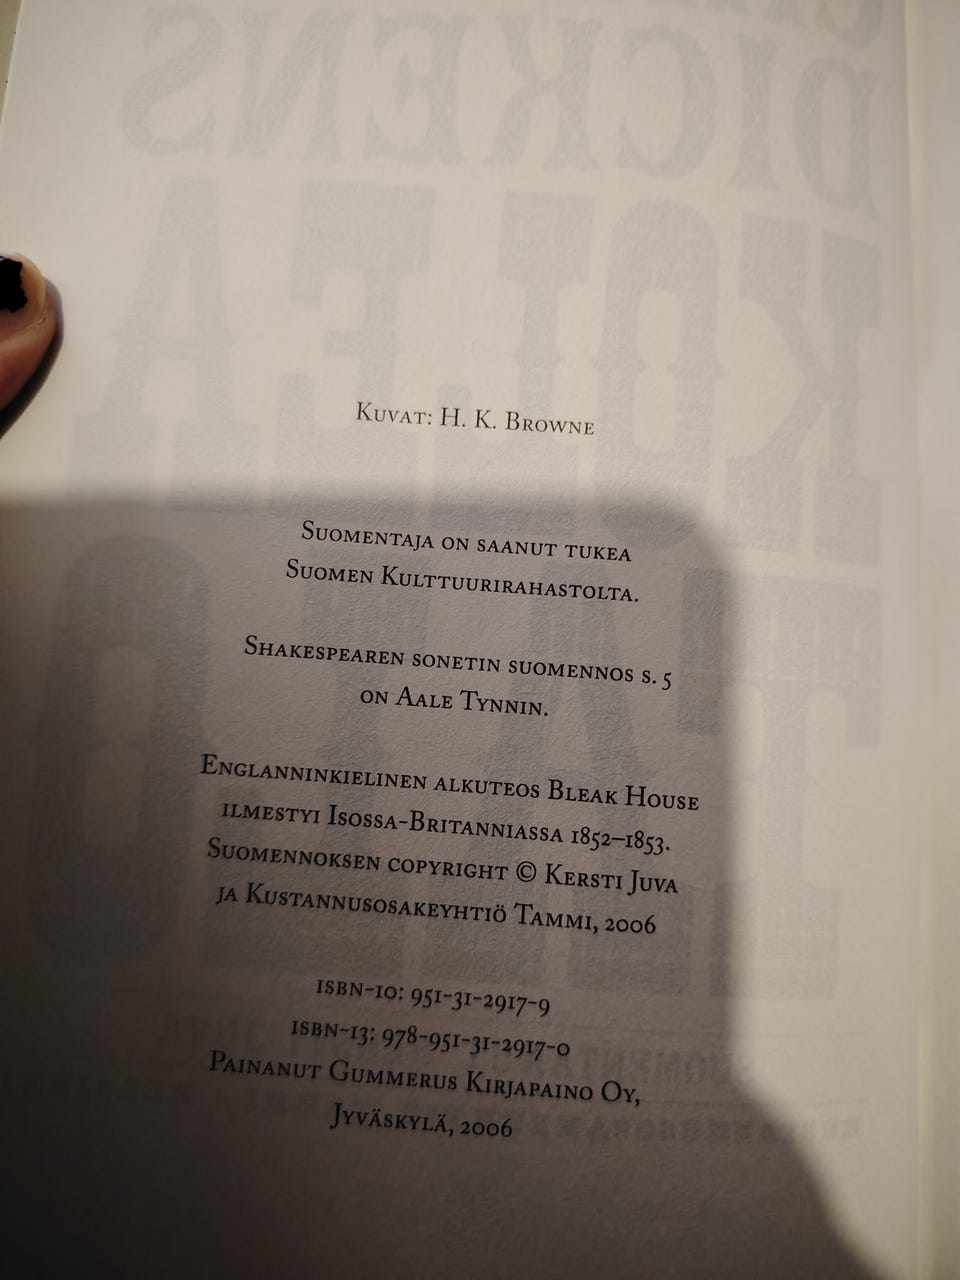 Kuvat: H. K. Browne
Suomentaja on saanut tukea
Suomen Kulttuurirahastolta.
Shakespearen sonetin suomennos s. 5
on Aale Tynnin.
Englanninkielinen alkuteos Bleak House
ilmestyi Isossa-Britanniassa 1852–1853.
Suomennoksen copyright © Kersti Juva
ja Kustannusosakeyhtiö Tammi, 2006
ISBN-10: 951-31-2917-9
ISBN-13: 978-951-31-2917-0
Painanut Gummerus Kirjapaino Oy,
Jyväskylä, 2006